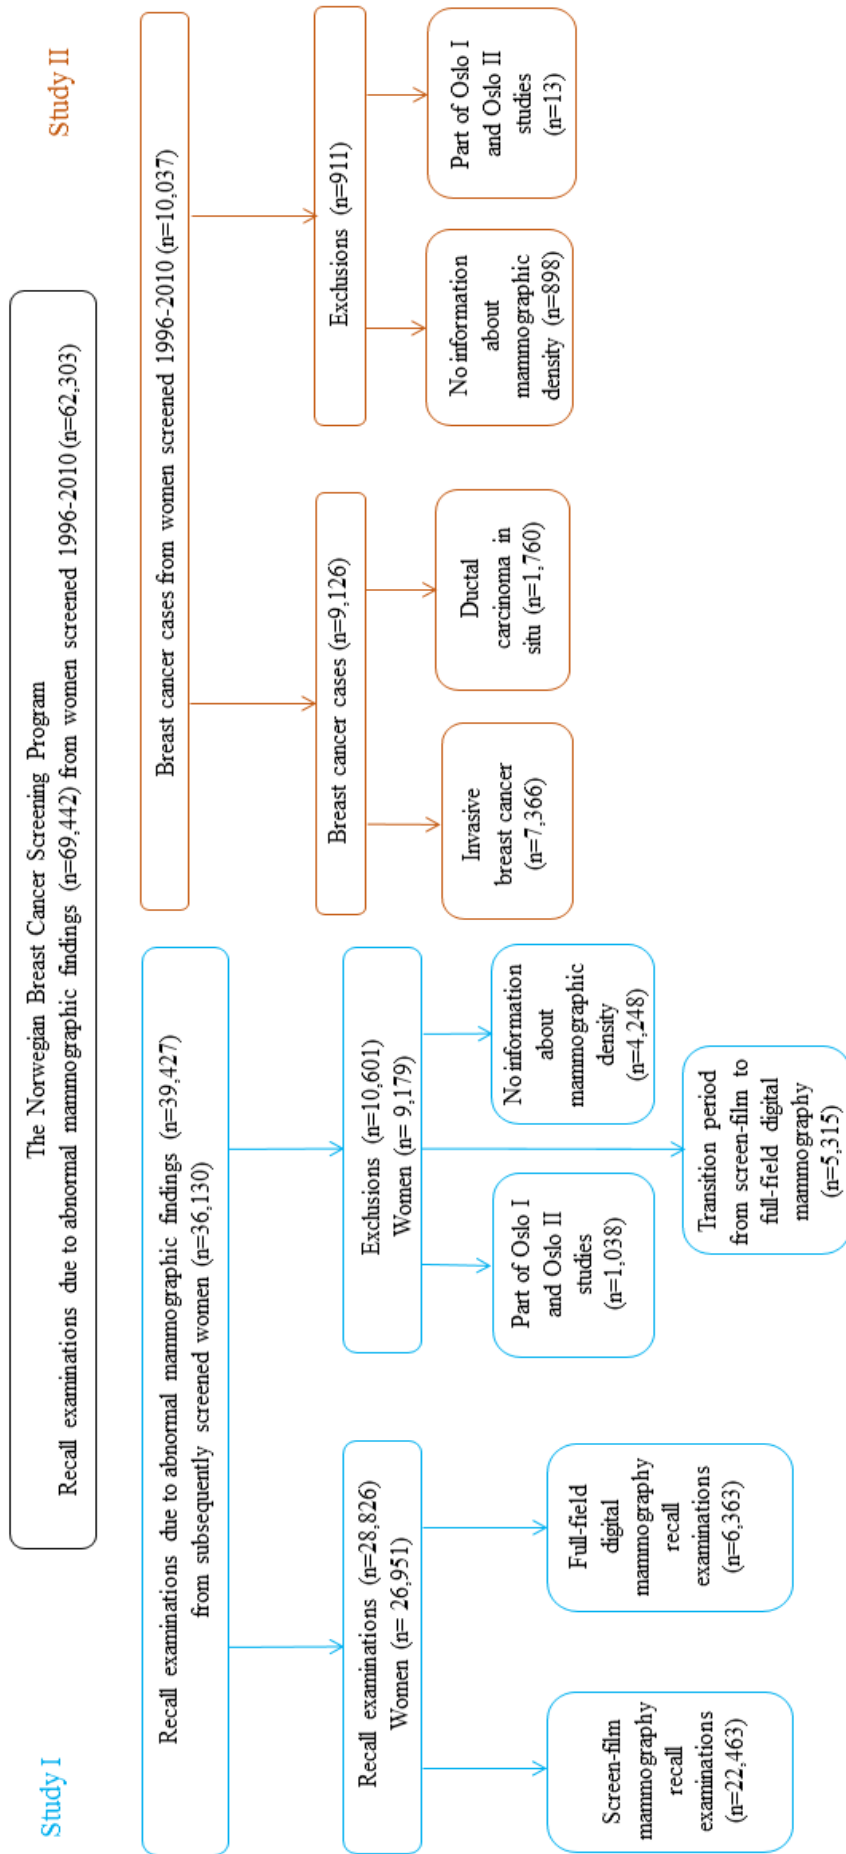 The Norwegian Breast Cancer Screening Program
Recall examinations due to abnormal mammographic findings (n=69,442) from women screened 1996-2010 (n=62,303)
Study I
Recall examinations due to abnormal mammographic findings (n=39,427)
from subsequently screened women (n=36,130)
Recall examinations (n=28,826)
Women (n= 26,951)
Screen-film
mammography
recall
examinations
(n=22,463)
Full-field
digital
mammography
recall
examinations
(n=6,363)
Exclusions (n=10,601)
Women (n= 9,179)
Part of Oslo I
and Oslo II
studies
(n=1,038)
No information
about
mammographic
density
(n=4,248)
Transition period
from screen-film to
full-field digital
mammography
(n=5,315)
Study II
Breast cancer cases from women screened 1996-2010 (n=10,037)
Breast cancer cases (n=9,126)
Invasive
breast cancer
(n=7,366)
Ductal
carcinoma in
situ (n=1,760)
Exclusions (n=911)
No information
about
mammographic
density (n=898)
Part of Oslo I
and Oslo II
studies
(n=13)